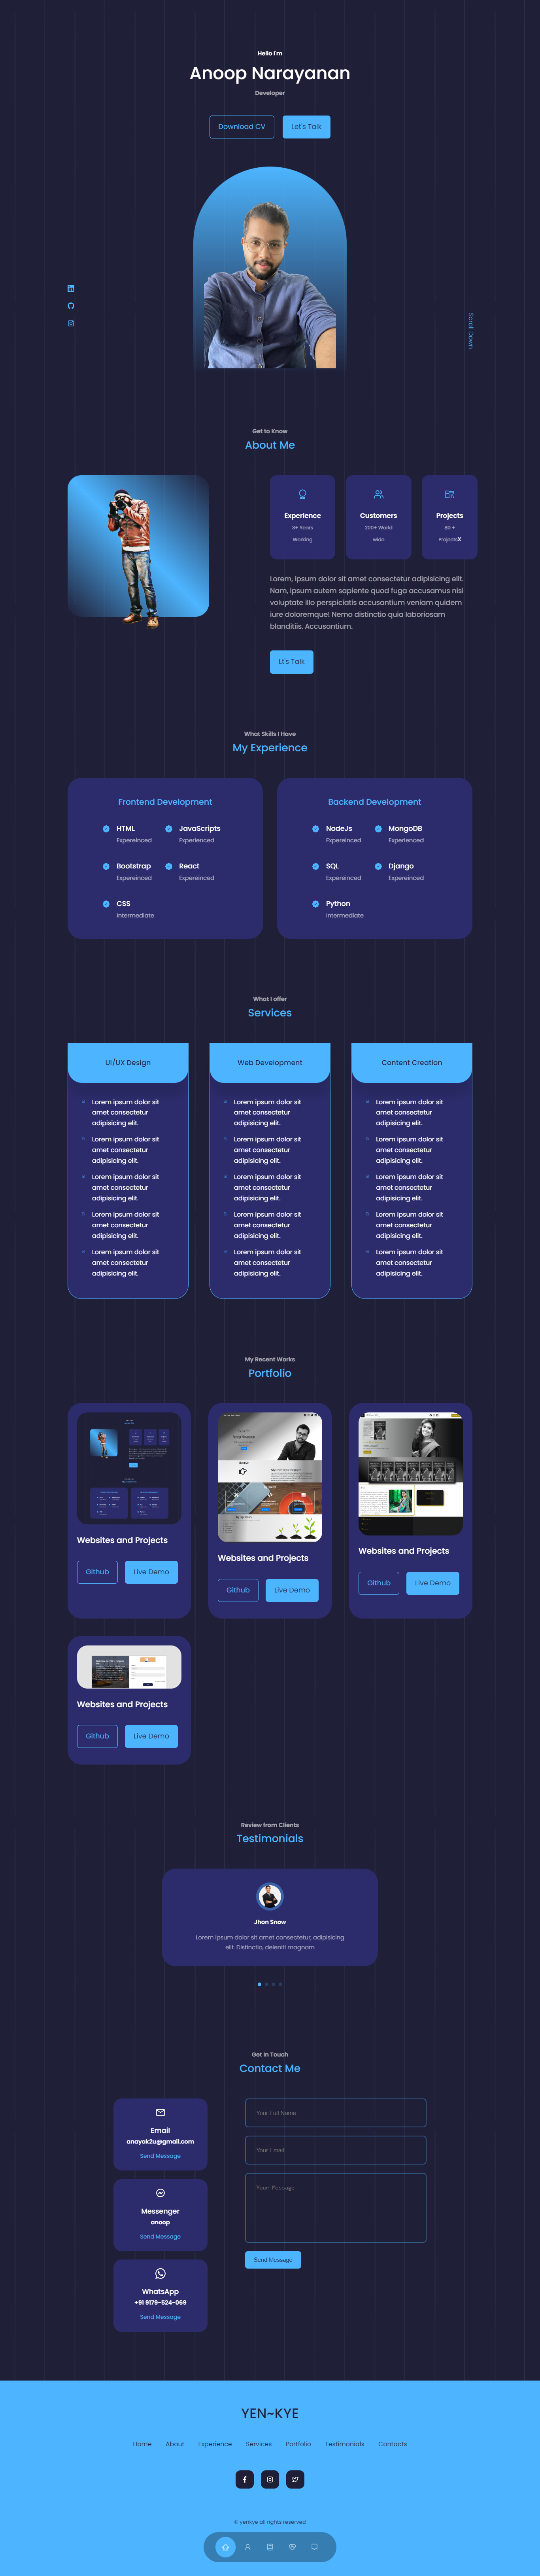 Hello I'm
Anoop Narayanan
Developer
Download CV
Let's Talk
Scroll Down
Get to Know
About Me
Experience
3+ Years
Working
Customers
200+ World
wide
Projects
80 +
ProjectsX
Lorem, ipsum dolor sit amet consectetur adipisicing elit.
Nam, ipsum autem sapiente quod fuga accusamus nisi
voluptate illo perspiciatis accusantium veniam quidem
iure doloremque! Nemo distinctio quia laboriosam
blanditiis. Accusantium.
Lt's Talk
What Skills I Have
My Experience
Frontend Development
HTML
Expereinced
JavaScripts
Experienced
Bootstrap
Expereinced
React
Expereinced
CSS
Intermediate
Backend Development
NodeJs
Expereinced
MongoDB
Experienced
SQL
Expereinced
Django
Expereinced
Python
Intermediate
What I offer
Services
UI/UX Design
Lorem ipsum dolor sit
amet consectetur
adipisicing elit.
Lorem ipsum dolor sit
amet consectetur
adipisicing elit.
Lorem ipsum dolor sit
amet consectetur
adipisicing elit.
Lorem ipsum dolor sit
amet consectetur
adipisicing elit.
Lorem ipsum dolor sit
amet consectetur
adipisicing elit.
Web Development
Lorem ipsum dolor sit
amet consectetur
adipisicing elit.
Lorem ipsum dolor sit
amet consectetur
adipisicing elit.
Lorem ipsum dolor sit
amet consectetur
adipisicing elit.
Lorem ipsum dolor sit
amet consectetur
adipisicing elit.
Lorem ipsum dolor sit
amet consectetur
adipisicing elit.
Content Creation
Lorem ipsum dolor sit
amet consectetur
adipisicing elit.
Lorem ipsum dolor sit
amet consectetur
adipisicing elit.
Lorem ipsum dolor sit
amet consectetur
adipisicing elit.
Lorem ipsum dolor sit
amet consectetur
adipisicing elit.
Lorem ipsum dolor sit
amet consectetur
adipisicing elit.
My Recent Works
Portfolio
Websites and Projects
Github
Live Demo
Websites and Projects
Github
Live Demo
Websites and Projects
Github
Live Demo
Websites and Projects
Github
Live Demo
Review from Clients
Testimonials
Jhon Snow
Lorem ipsum dolor sit amet consectetur, adipisicing
elit. Distinctio, deleniti magnam
Get In Touch
Contact Me
Email
anayak2u@gmail.com
Send Message
Messenger
anoop
Send Message
WhatsApp
+91 9179-524-069
Send Message
Your Full Name
Your Email
Your Message
Send Message
YEN~KYE
Home
About
Experience
Services
Portfolio
Testimonials
Contacts
© yenkye all rights reserved